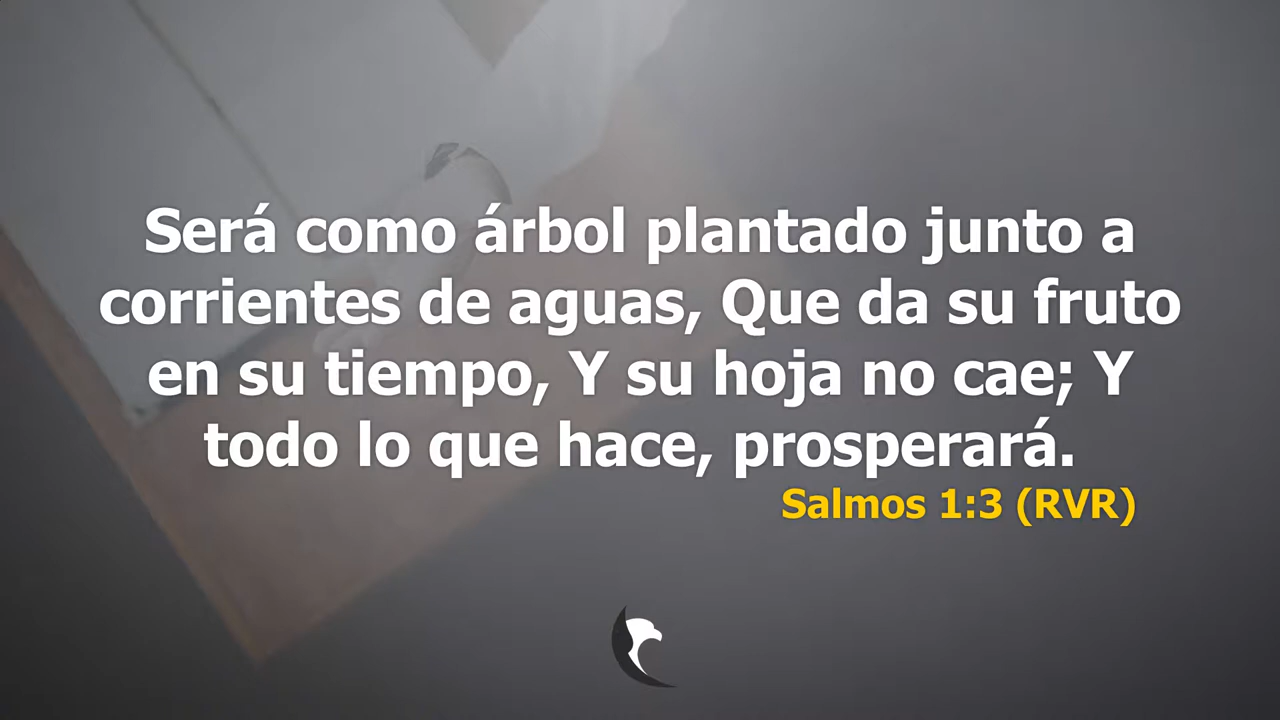 Será como árbol plantado junto a
corrientes de aguas, Que da su fruto
en su tiempo, Y su hoja no cae; Y
todo lo que hace, prosperará.
Salmos 1:3 (RVR)